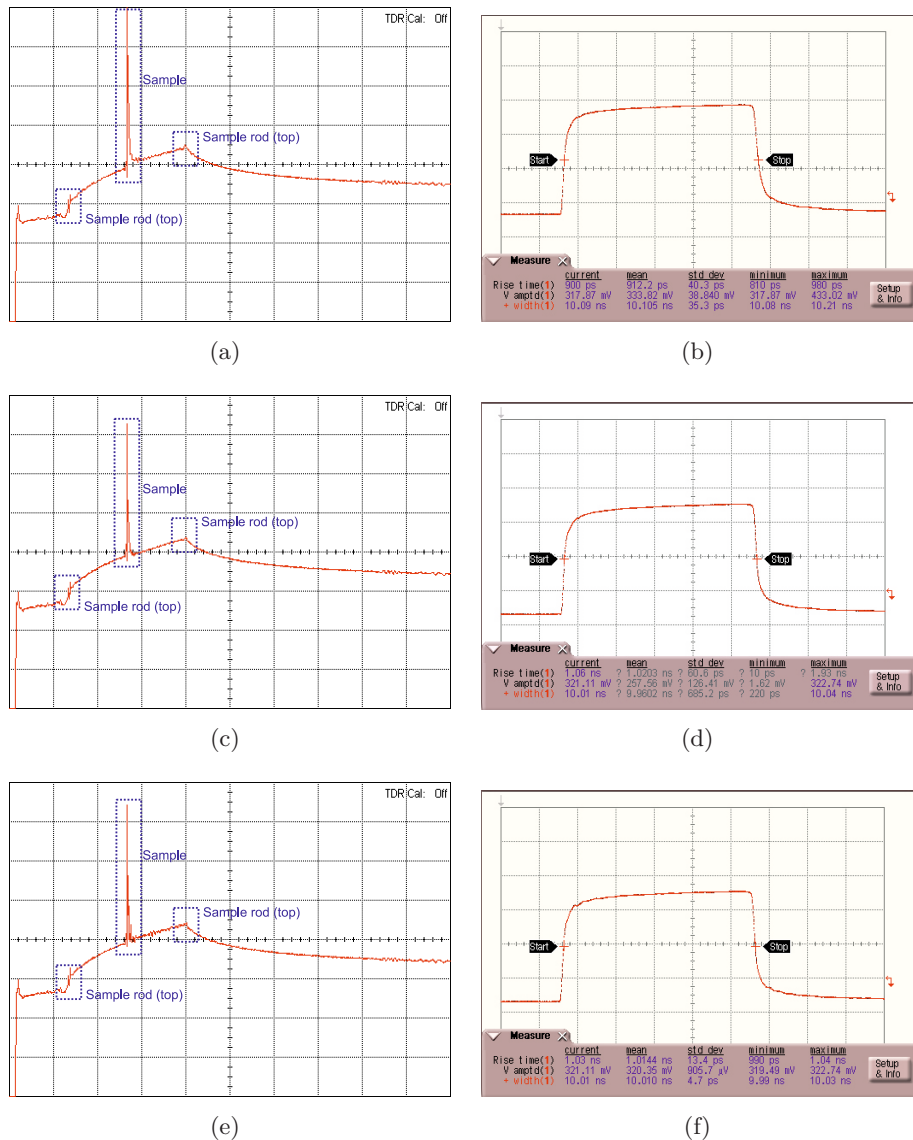 TDR Cal: Off
Sample
Sample rod (top)
Sample rod (top)
(a)
Start
Stop
Measure
current mean std dev minimum maximum
Rise time(1) 900 ps 912.2 ps 40.3 ps 810 ps 980 ps
V amptd(1) 317.87 mV 333.82 mV 38.840 mV 317.87 mV 433.02 mV
+ width(1) 10.09 ns 10.105 ns 35.3 ps 10.08 ns 10.21 ns
Setup & Info
(b)
TDR Cal: Off
Sample
Sample rod (top)
Sample rod (top)
(c)
Start
Stop
Measure
current mean std dev minimum maximum
Rise time(1) 1.06 ns ? 1.0203 ns ? 60.6 ps ? 10 ps ? 1.93 ns
V amptd(1) 321.11 mV ? 257.56 mV ? 126.41 mV ? 1.62 mV 322.74 mV
+ width(1) 10.01 ns ? 9.9602 ns ? 685.2 ps ? 220 ps 10.04 ns
Setup & Info
(d)
TDR Cal: Off
Sample
Sample rod (top)
Sample rod (top)
(e)
Start
Stop
Measure
current mean std dev minimum maximum
Rise time(1) 1.03 ns 1.0144 ns 13.4 ps 990 ps 1.04 ns
V amptd(1) 321.11 mV 320.35 mV 905.7 µV 319.49 mV 322.74 mV
+ width(1) 10.01 ns 10.010 ns 4.7 ps 9.99 ns 10.03 ns
Setup & Info
(f)